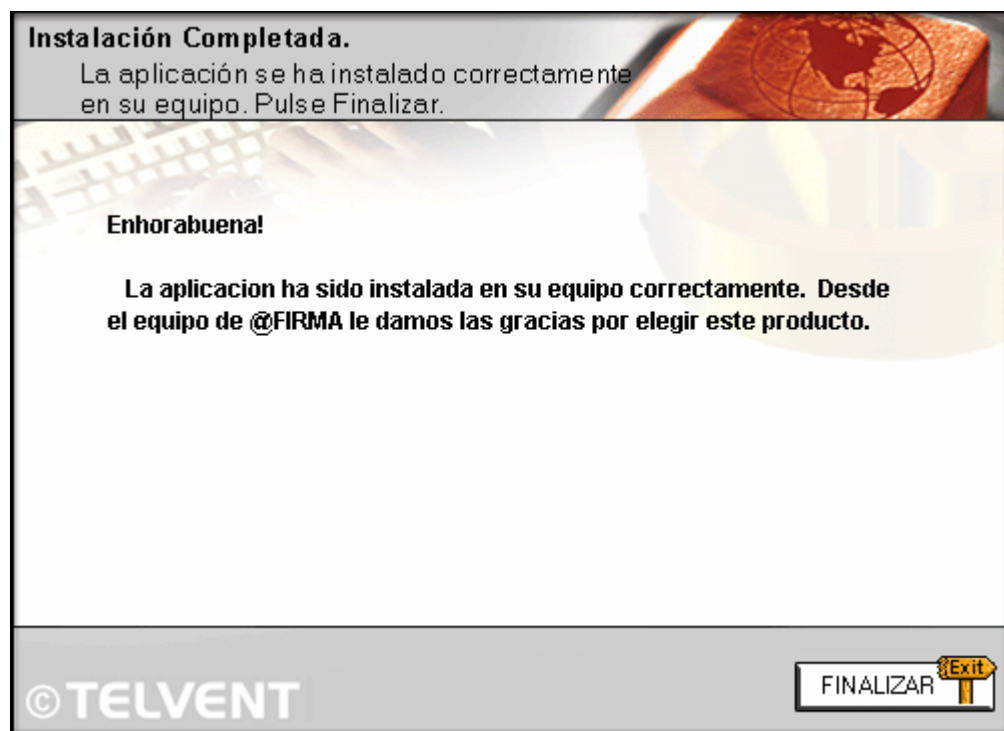 Instalación Completada.
La aplicación se ha instalado correctamente
en su equipo. Pulse Finalizar.
Enhorabuena!
La aplicacion ha sido instalada en su equipo correctamente. Desde
el equipo de @FIRMA le damos las gracias por elegir este producto.
©TELVENT
FINALIZAR
Exit